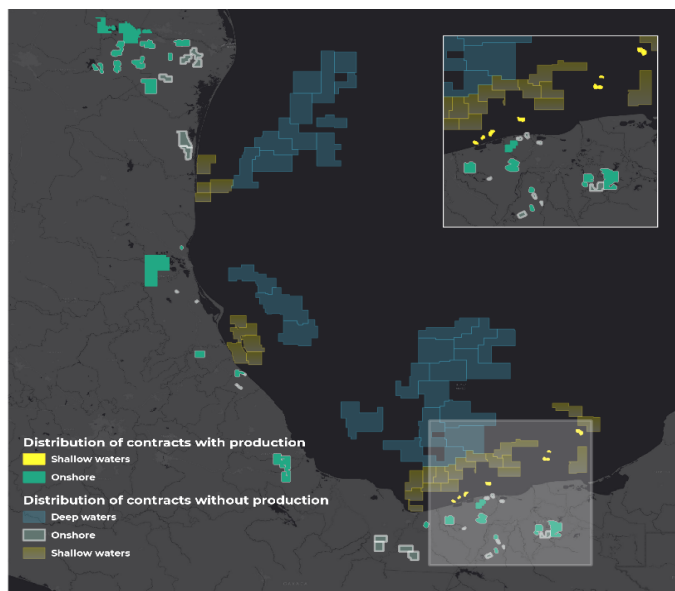 Distribution of contracts with production
Shallow waters
Onshore
Distribution of contracts without production
Deep waters
Onshore
Shallow waters